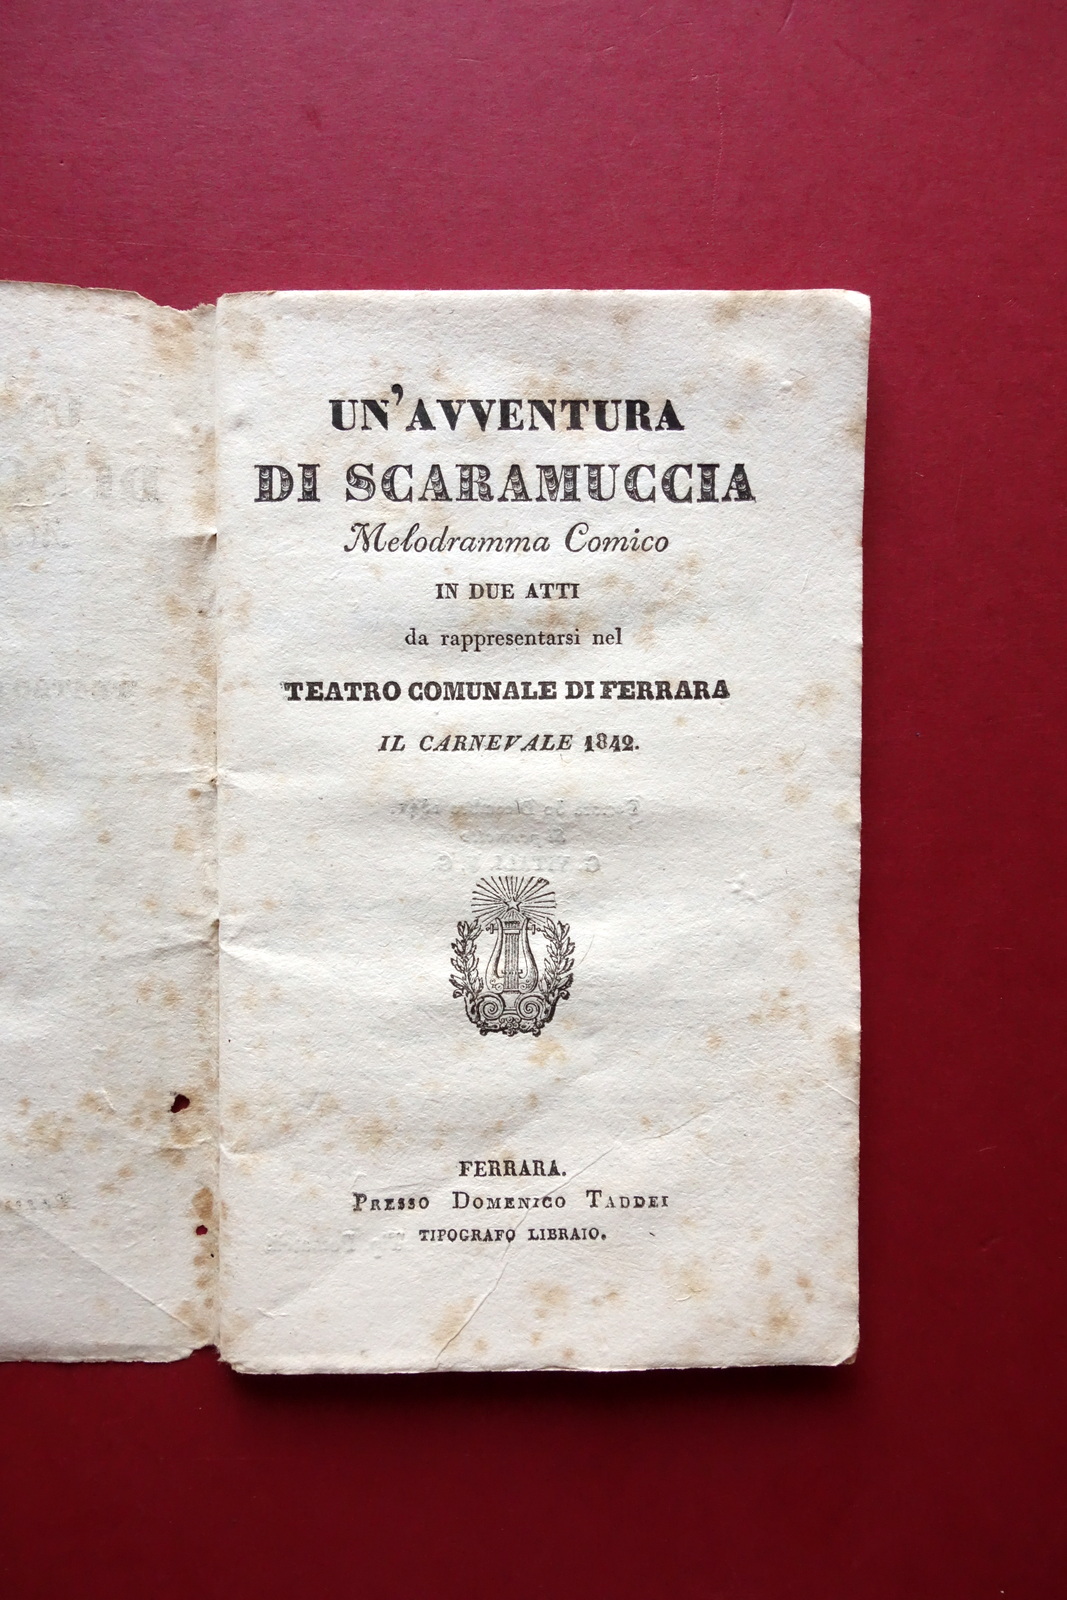 UN'AVVENTURA
DI SCARAMUCCIA
Melodramma Comico
IN DUE ATTI
da rappresentarsi nel
TEATRO COMUNALE DI FERRARA
IL CARNEVALE 1842.
FERRARA.
PRESSO DOMENICO TADDEI
TIPOGRAFO LIBRAIO.